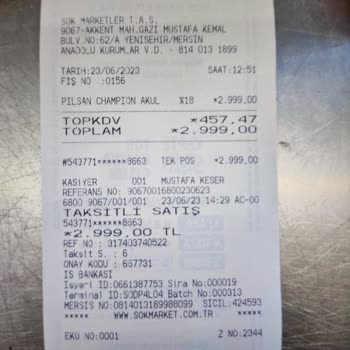 SOK MARKETLER T.A.S.
9067-AKKENT MAH.GAZI MUSTAFA KEMAL
BULV.NO:62/A YENISEHIR/MERSIN
ANADOLU KURUMLAR V.D. - 814 013 1899
TARIH:23/06/2023 SAAT:12:51
FIS NO :0156
PILSAN CHAMPION AKUL %18 *2.999,00
TOPKDV *457,47
TOPLAM *2.999,00
#543771******8663 TEK POS *2.999,00
KASIYER 001 MUSTAFA KESER
REFERANS NO: 90670016800230623
6800 9067/001/001 23/06/23 14:29 AC-00
TAKSITLI SATIŞ
543771******8663
*2.999,00 TL
REF NO : 317403740522
Taksit S. : 6
ONAY KODU : 667731
IS BANKASI
Isyeri ID:0661387753 Sira No:000019
Terminal ID:SODP4L04 Batch No:000313
MERSIS NO:0814013189988099 SICIL:424593
WWW.SOKMARKET.COM.TR
EKU NO:0001 Z NO:2344